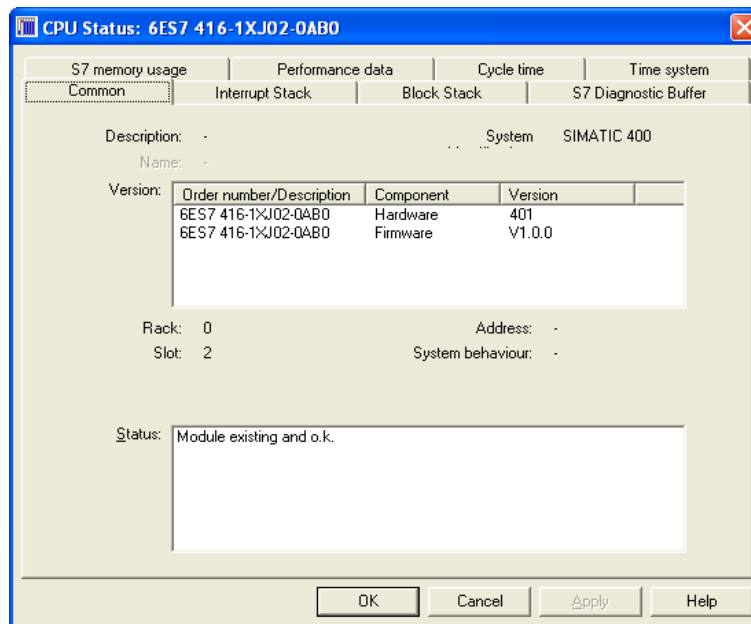 CPU Status: 6ES7 416-1XJ02-0AB0
S7 memory usage Performance data Cycle time Time system
Common Interrupt Stack Block Stack S7 Diagnostic Buffer
Description: - System SIMATIC 400
Name: -
Version: Order number/Description Component Version
6ES7 416-1XJ02-0AB0 Hardware 401
6ES7 416-1XJ02-0AB0 Firmware V1.0.0
Rack: 0 Address: -
Slot: 2 System behaviour: -
Status: Module existing and o.k.
OK Cancel Apply Help